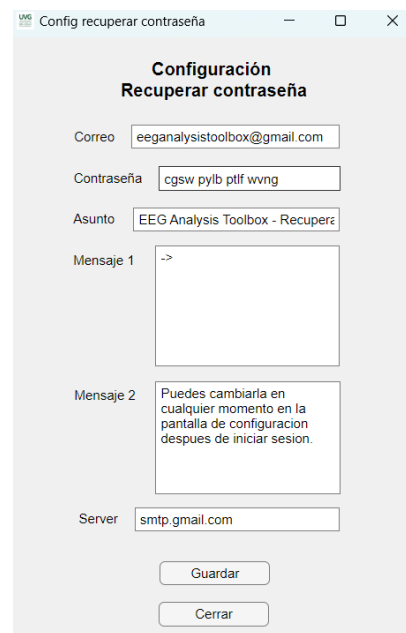 UVG
Config recuperar contraseña
Configuración
Recuperar contraseña
Correo eeganalysistoolbox@gmail.com
Contraseña cgsw pylb ptlf wvng
Asunto EEG Analysis Toolbox - Recupera
Mensaje 1 ->
Mensaje 2 Puedes cambiarla en
cualquier momento en la
pantalla de configuracion
despues de iniciar sesion.
Server smtp.gmail.com
Guardar
Cerrar